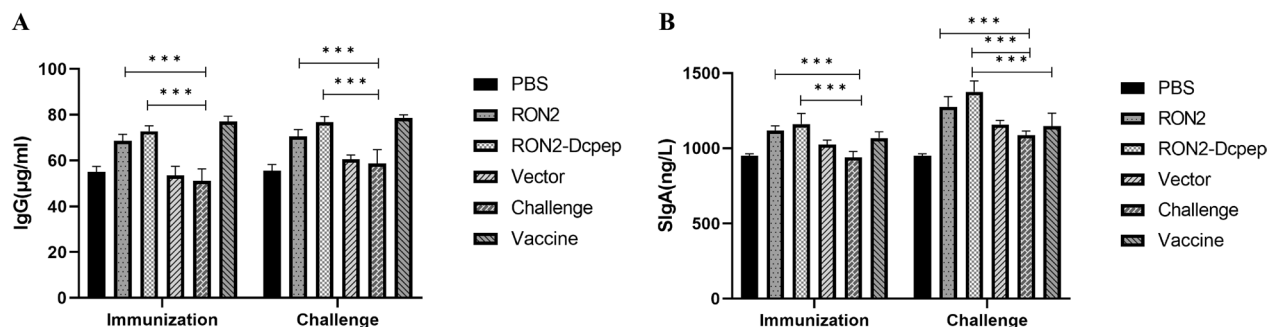 A
IgG(µg/ml)
100
80
60
40
20
0
***
***
***
***
Immunization
Challenge
PBS
RON2
RON2-Dcpep
Vector
Challenge
Vaccine
B
SIgA(ng/L)
1500
1000
500
0
***
***
***
***
***
Immunization
Challenge
PBS
RON2
RON2-Dcpep
Vector
Challenge
Vaccine